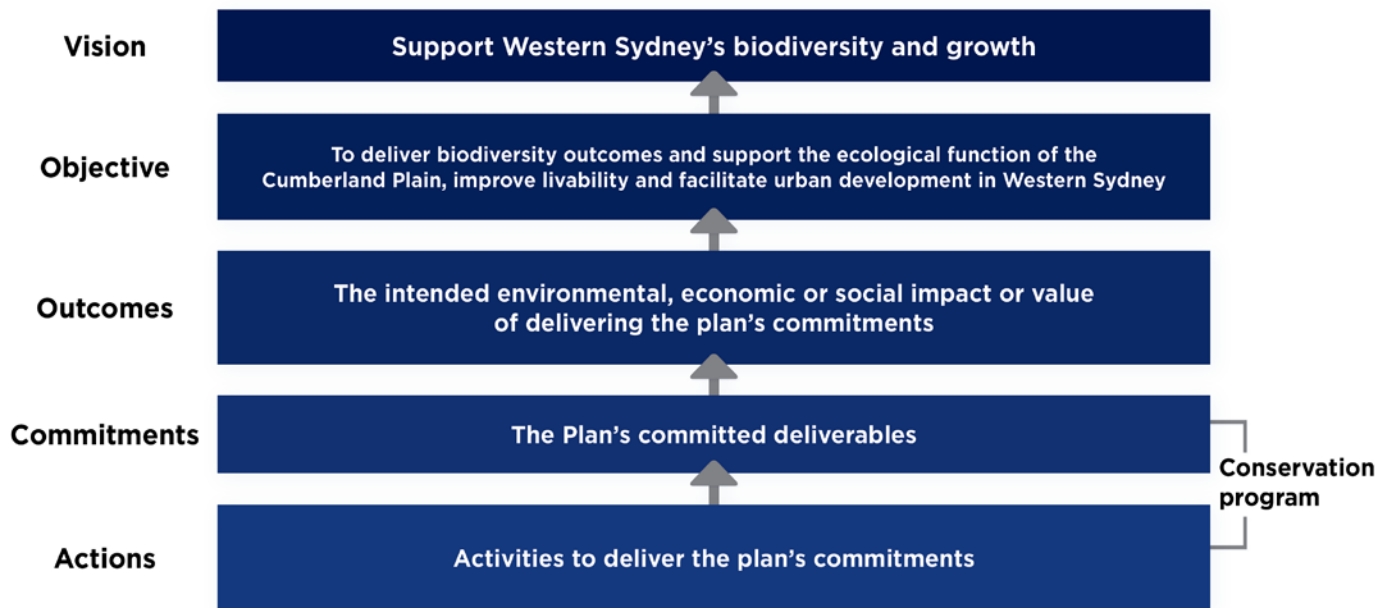 Vision
Support Western Sydney's biodiversity and growth
Objective
To deliver biodiversity outcomes and support the ecological function of the
Cumberland Plain, improve livability and facilitate urban development in Western Sydney
Outcomes
The intended environmental, economic or social impact or value
of delivering the plan's commitments
Commitments
The Plan's committed deliverables
Conservation
program
Actions
Activities to deliver the plan's commitments